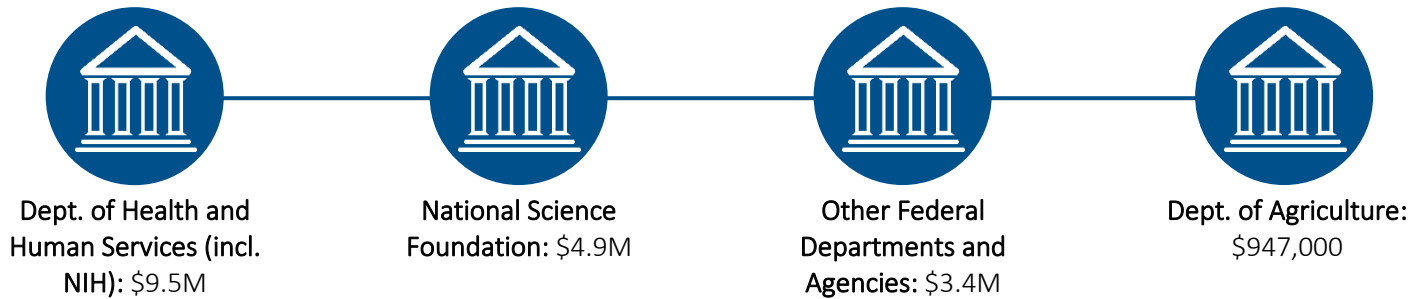 Dept. of Health and
Human Services (incl.
NIH): $9.5M
National Science
Foundation: $4.9M
Other Federal
Departments and
Agencies: $3.4M
Dept. of Agriculture:
$947,000